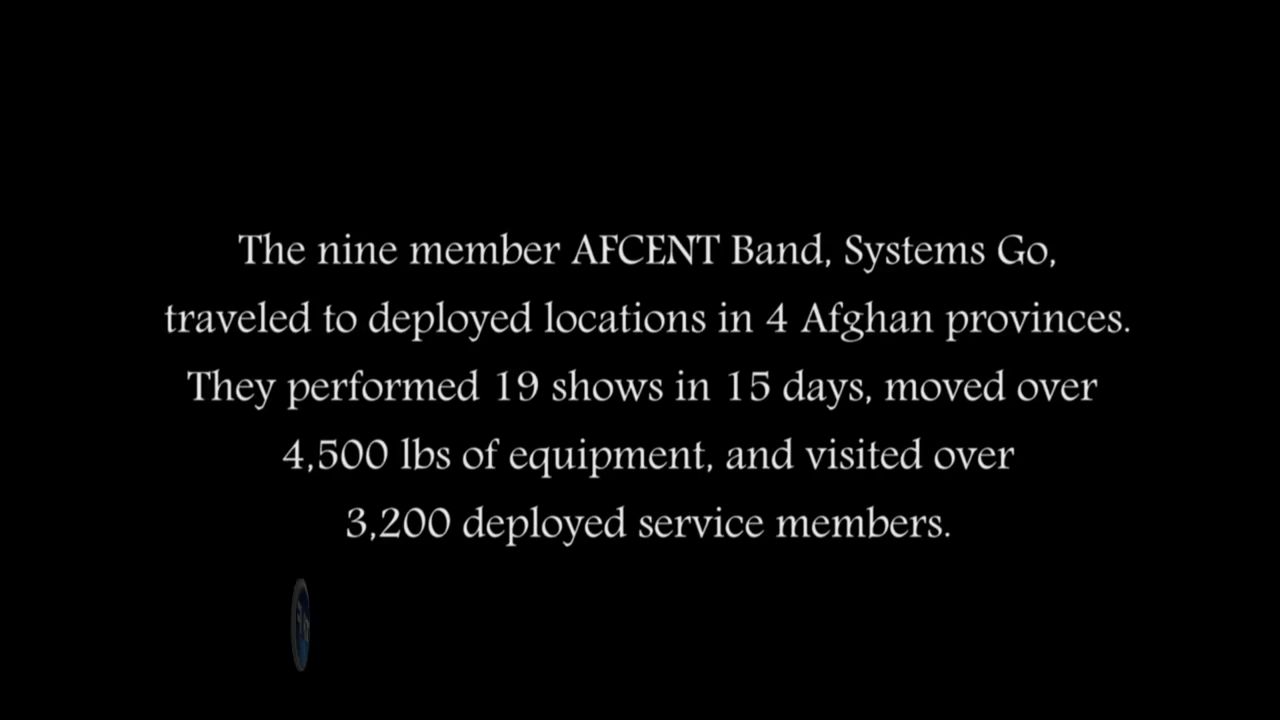 The nine member AFCENT Band, Systems Go,
traveled to deployed locations in 4 Afghan provinces.
They performed 19 shows in 15 days, moved over
4,500 lbs of equipment, and visited over
3,200 deployed service members.